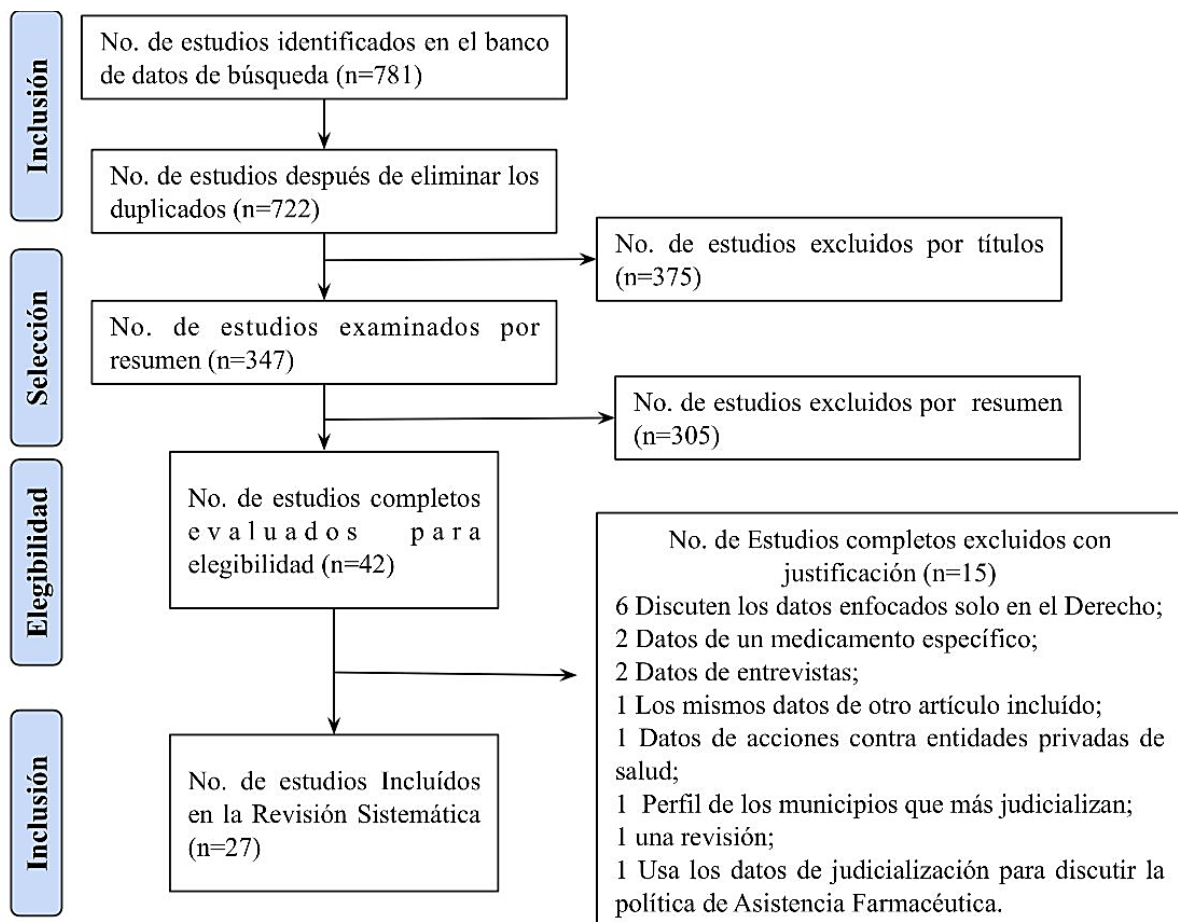 Inclusión
No. de estudios identificados en el banco
de datos de búsqueda (n=781)
No. de estudios después de eliminar los
duplicados (n=722)
Selección
No. de estudios excluidos por títulos
(n=375)
No. de estudios examinados por
resumen (n=347)
No. de estudios excluidos por resumen
(n=305)
Elegibilidad
No. de estudios completos
evaluados para
elegibilidad (n=42)
No. de Estudios completos excluidos con
justificación (n=15)
6 Discuten los datos enfocados solo en el Derecho;
2 Datos de un medicamento específico;
2 Datos de entrevistas;
1 Los mismos datos de otro artículo incluído;
1 Datos de acciones contra entidades privadas de
salud;
1 Perfil de los municipios que más judicializan;
1 una revisión;
1 Usa los datos de judicialización para discutir la
política de Asistencia Farmacéutica.
Inclusión
No. de estudios Incluídos
en la Revisión Sistemática
(n=27)